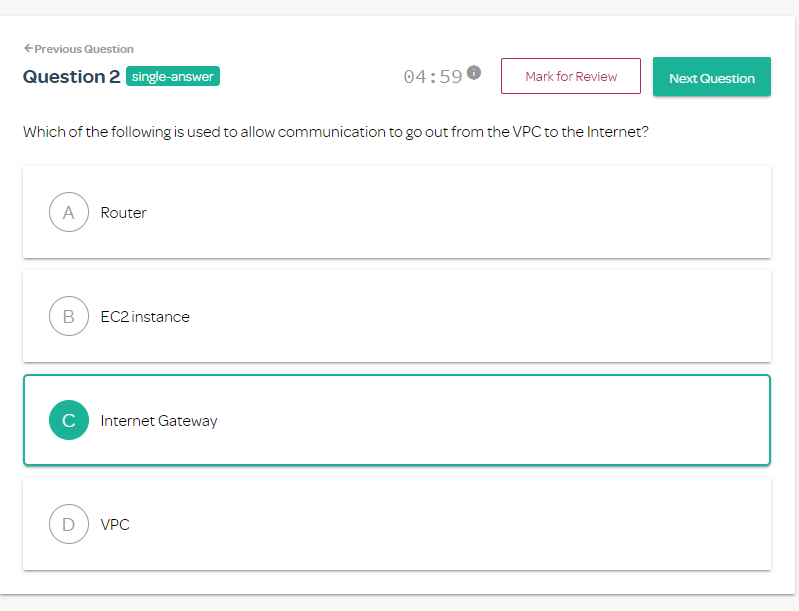 ←Previous Question
Question 2 single-answer 04:59 i Mark for Review Next Question
Which of the following is used to allow communication to go out from the VPC to the Internet?
A Router
B EC2 instance
C Internet Gateway
D VPC